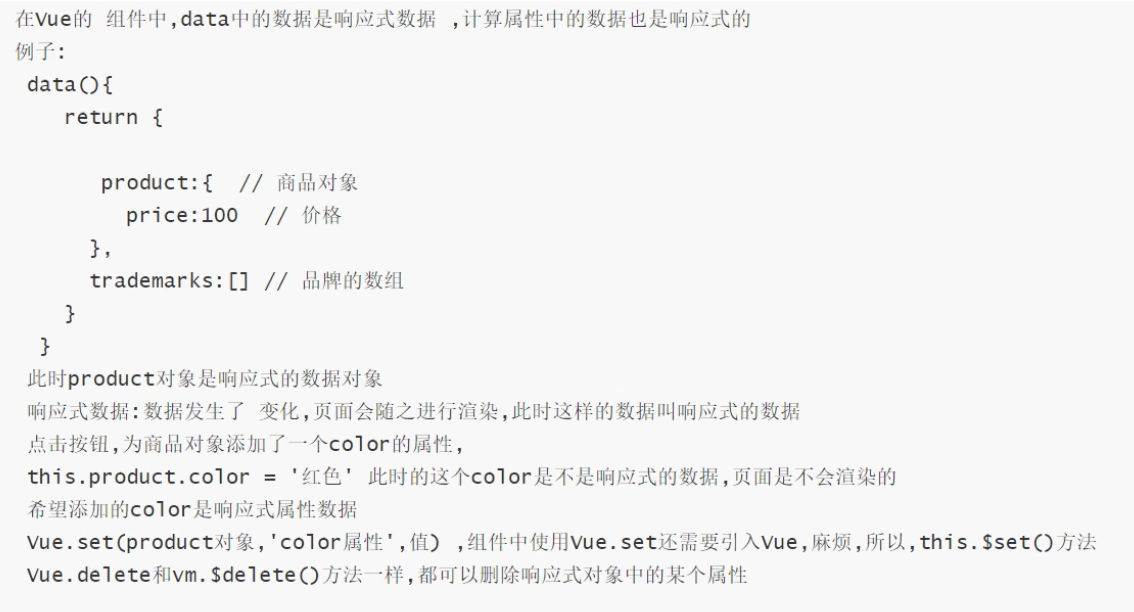 在Vue的 组件中,data中的数据是响应式数据 ,计算属性中的数据也是响应式的
例子:
data(){
return {
product:{ // 商品对象
price:100 // 价格
},
trademarks:[] // 品牌的数组
}
}
此时product对象是响应式的数据对象
响应式数据:数据发生了 变化,页面会随之进行渲染,此时这样的数据叫响应式的数据
点击按钮,为商品对象添加了一个color的属性,
this.product.color = '红色' 此时的这个color是不是响应式的数据,页面是不会渲染的
希望添加的color是响应式属性数据
Vue.set(product对象,'color属性',值) ,组件中使用Vue.set还需要引入Vue,麻烦,所以,this.$set()方法
Vue.delete和vm.$delete()方法一样,都可以删除响应式对象中的某个属性